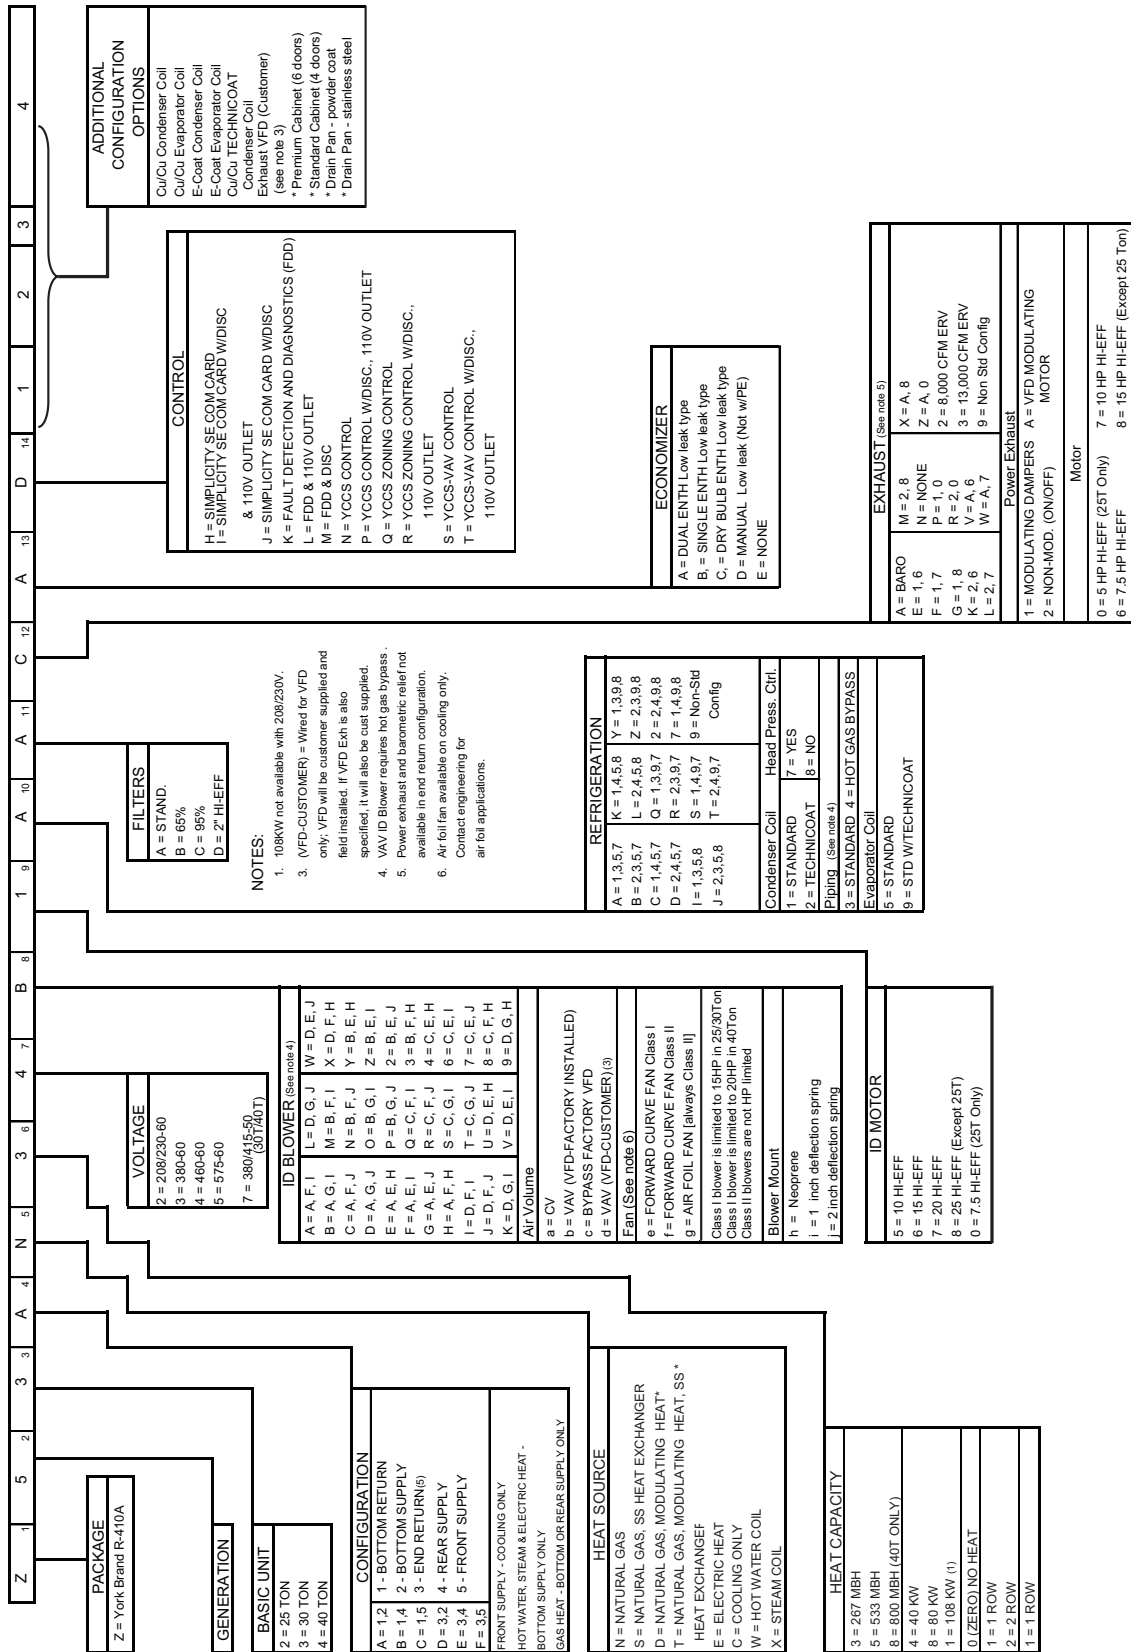 Z 1 5 2 3 3 A 4 N 5 3 6 4 7 B 8 1 9 A 10 A 11 C 12 A 13 D 14 1 2 3 4
PACKAGE
Z = York Brand R-410A
GENERATION
BASIC UNIT
2 = 25 TON
3 = 30 TON
4 = 40 TON
CONFIGURATION
A = 1,2 1 - BOTTOM RETURN
B = 1,4 2 - BOTTOM SUPPLY
C = 1,5 3 - END RETURN(5)
D = 3,2 4 - REAR SUPPLY
E = 3,4 5 - FRONT SUPPLY
F = 3,5
FRONT SUPPLY - COOLING ONLY
HOT WATER, STEAM & ELECTRIC HEAT -
BOTTOM SUPPLY ONLY
GAS HEAT - BOTTOM OR REAR SUPPLY ONLY
HEAT SOURCE
N = NATURAL GAS
S = NATURAL GAS, SS HEAT EXCHANGER
D = NATURAL GAS, MODULATING HEAT*
T = NATURAL GAS, MODULATING HEAT, SS *
HEAT EXCHANGEF
E = ELECTRIC HEAT
C = COOLING ONLY
W = HOT WATER COIL
X = STEAM COIL
HEAT CAPACITY
3 = 267 MBH
5 = 533 MBH
8 = 800 MBH (40T ONLY)
4 = 40 KW
8 = 80 KW
1 = 108 KW (1)
0 (ZERO) NO HEAT
1 = 1 ROW
2 = 2 ROW
1 = 1 ROW
VOLTAGE
2 = 208/230-60
3 = 380-60
4 = 460-60
5 = 575-60
7 = 380/415-50
(30T/40T)
ID BLOWER (See note 4)
A = A, F, I L = D, G, J W = D, E, J
B = A, G, I M = B, F, I X = D, F, H
C = A, F, J N = B, F, J Y = B, E, H
D = A, G, J O = B, G, I Z = B, E, I
E = A, E, H P = B, G, J 2 = B, E, J
F = A, E, I Q = C, F, I 3 = B, F, H
G = A, E, J R = C, F, J 4 = C, E, H
H = A, F, H S = C, G, I 6 = C, E, I
I = D, F, I T = C, G, J 7 = C, E, J
J = D, F, J U = D, E, H 8 = C, F, H
K = D, G, I V = D, E, I 9 = D, G, H
Air Volume
a = CV
b = VAV (VFD-FACTORY INSTALLED)
c = BYPASS FACTORY VFD
d = VAV (VFD-CUSTOMER)(3)
Fan (See note 6)
e = FORWARD CURVE FAN Class I
f = FORWARD CURVE FAN Class II
g = AIR FOIL FAN [always Class II]
Class I blower is limited to 15HP in 25/30Ton
Class I blower is limited to 20HP in 40Ton
Class II blowers are not HP limited
Blower Mount
h = Neoprene
i = 1 inch deflection spring
j = 2 inch deflection spring
ID MOTOR
5 = 10 HI-EFF
6 = 15 HI-EFF
7 = 20 HI-EFF
8 = 25 HI-EFF (Except 25T)
0 = 7.5 HI-EFF (25T Only)
FILTERS
A = STAND.
B = 65%
C = 95%
D = 2" HI-EFF
NOTES:
1. 108KW not available with 208/230V.
3. (VFD-CUSTOMER) = Wired for VFD
only; VFD will be customer supplied and
field installed. if VFD Exh is also
specified, it will also be cust supplied.
4. VAV ID Blower requires hot gas bypass .
5. Power exhaust and barometric relief not
available in end return configuration.
6. Air foil fan available on cooling only.
Contact engineering for
air foil applications.
REFRIGERATION
A = 1,3,5,7 K = 1,4,5,8 Y = 1,3,9,8
B = 2,3,5,7 L = 2,4,5,8 Z = 2,3,9,8
C = 1,4,5,7 Q = 1,3,9,7 2 = 2,4,9,8
D = 2,4,5,7 R = 2,3,9,7 7 = 1,4,9,8
I = 1,3,5,8 S = 1,4,9,7 9 = Non-Std
J = 2,3,5,8 T = 2,4,9,7 Config
Condenser Coil Head Press. Ctrl.
1 = STANDARD 7 = YES
2 = TECHNICOAT 8 = NO
Piping (See note 4)
3 = STANDARD 4 = HOT GAS BYPASS
Evaporator Coil
5 = STANDARD
9 = STD W/TECHNICOAT
ADDITIONAL
CONFIGURATION
OPTIONS
Cu/Cu Condenser Coil
Cu/Cu Evaporator Coil
E-Coat Condenser Coil
E-Coat Evaporator Coil
Cu/Cu TECHNICOAT
Condenser Coil
Exhaust VFD (Customer)
(see note 3)
* Premium Cabinet (6 doors)
* Standard Cabinet (4 doors)
* Drain Pan - powder coat
* Drain Pan - stainless steel
CONTROL
H = SIMPLICITY SE COM CARD
I = SIMPLICITY SE COM CARD W/DISC
& 110V OUTLET
J = SIMPLICITY SE COM CARD W/DISC
K = FAULT DETECTION AND DIAGNOSTICS (FDD)
L = FDD & 110V OUTLET
M = FDD & DISC
N = YCCS CONTROL
P = YCCS CONTROL W/DISC., 110V OUTLET
Q = YCCS ZONING CONTROL
R = YCCS ZONING CONTROL W/DISC.,
110V OUTLET
S = YCCS-VAV CONTROL
T = YCCS-VAV CONTROL W/DISC.,
110V OUTLET
ECONOMIZER
A = DUAL ENTH Low leak type
B, = SINGLE ENTH Low leak type
C, = DRY BULB ENTH Low leak type
D = MANUAL Low leak (Not w/PE)
E = NONE
EXHAUST (See note 5)
A = BARO M = 2, 8 X = A, 8
E = 1, 6 N = NONE Z = A, 0
F = 1, 7 P = 1, 0 2 = 8,000 CFM ERV
G = 1, 8 R = 2, 0 3 = 13,000 CFM ERV
K = 2, 6 V = A, 6 9 = Non Std Config
L = 2, 7 W = A, 7
Power Exhaust
1 = MODULATING DAMPERS A = VFD MODULATING
2 = NON-MOD. (ON/OFF) MOTOR
Motor
0 = 5 HP HI-EFF (25T Only) 7 = 10 HP HI-EFF
6 = 7.5 HP HI-EFF 8 = 15 HP HI-EFF (Except 25 Ton)